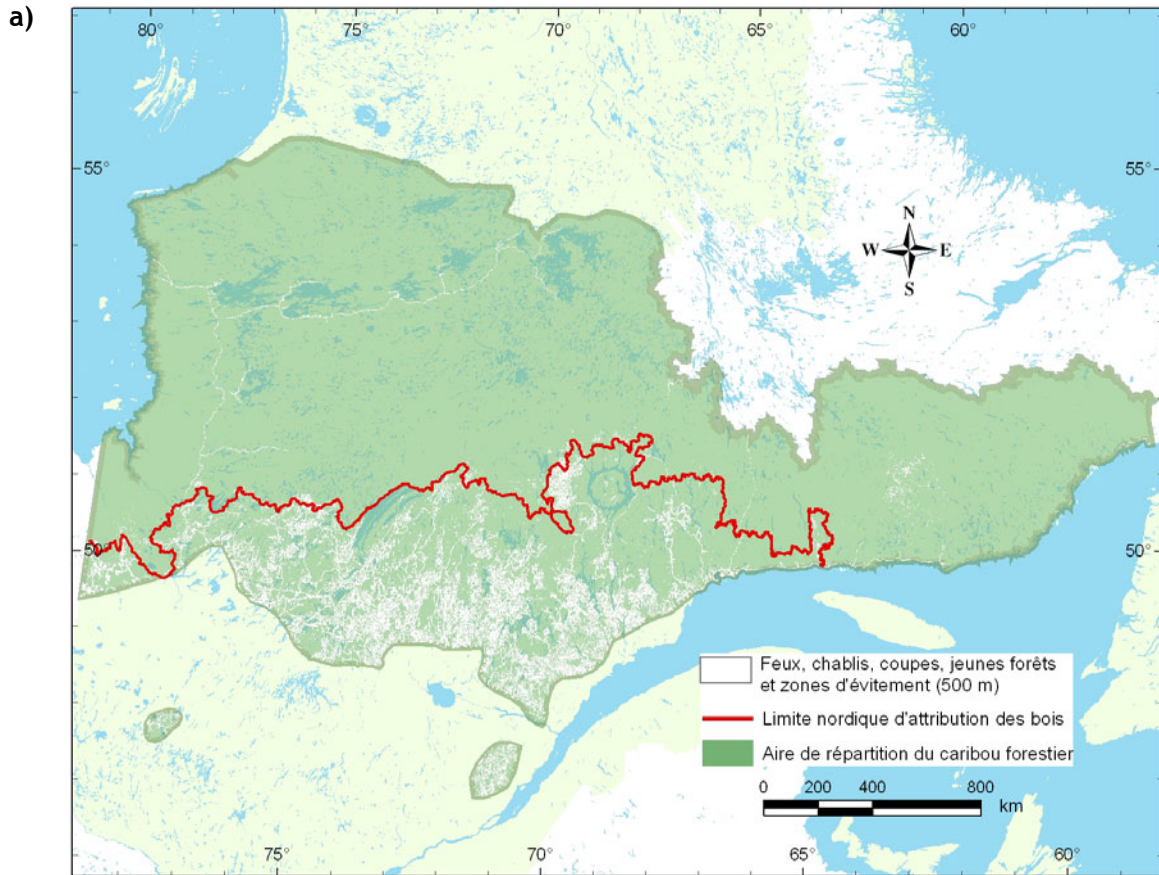 a)
80° 70° 65° 60°
55° 55°
N
W E
S
50° 50°
Feux, chablis, coupes, jeunes forêts
et zones d'évitement (500 m)
Limite nordique d'attribution des bois
Aire de répartition du caribou forestier
0 200 400 800
km
75° 70° 65° 60°